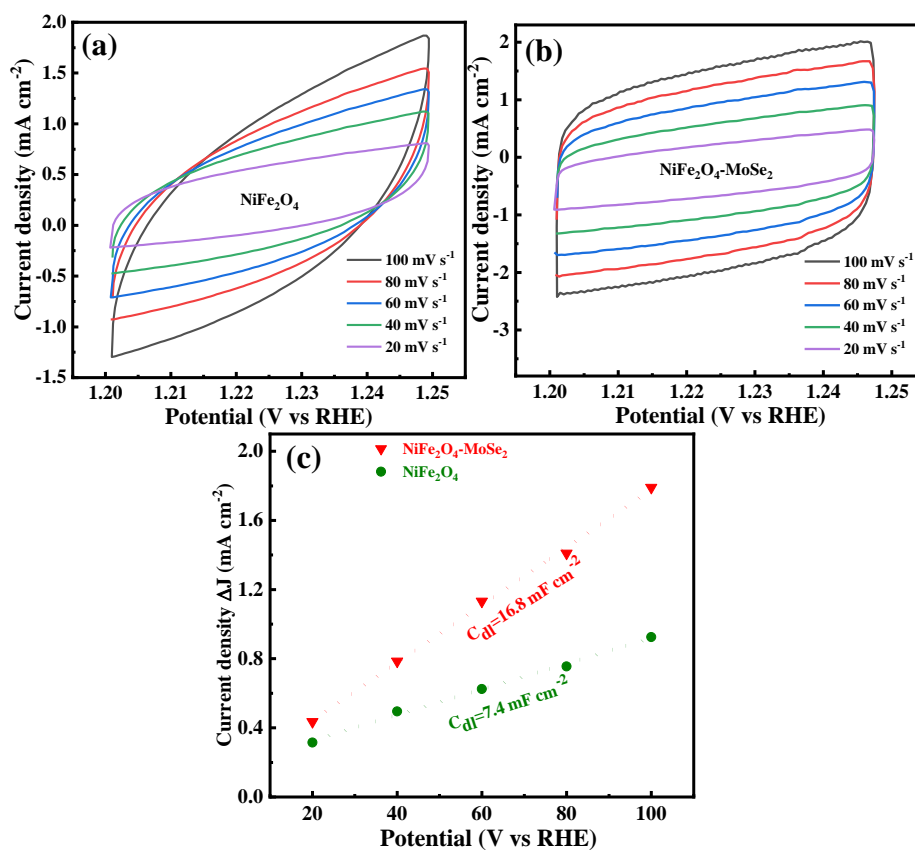 (a)
2.0
1.5
1.0
0.5
0.0
-0.5
-1.0
-1.5
Current density (mA cm⁻²)
NiFe₂O₄
100 mV s⁻¹
80 mV s⁻¹
60 mV s⁻¹
40 mV s⁻¹
20 mV s⁻¹
1.20 1.21 1.22 1.23 1.24 1.25
Potential (V vs RHE)
(b)
2
1
0
-1
-2
-3
Current density (mA cm⁻²)
NiFe₂O₄-MoSe₂
100 mV s⁻¹
80 mV s⁻¹
60 mV s⁻¹
40 mV s⁻¹
20 mV s⁻¹
1.20 1.21 1.22 1.23 1.24 1.25
Potential (V vs RHE)
(c)
NiFe₂O₄-MoSe₂
NiFe₂O₄
2.0
1.6
1.2
0.8
0.4
0.0
Current density ΔJ (mA cm⁻²)
C_dl=16.8 mF cm⁻²
C_dl=7.4 mF cm⁻²
20 40 60 80 100
Potential (V vs RHE)